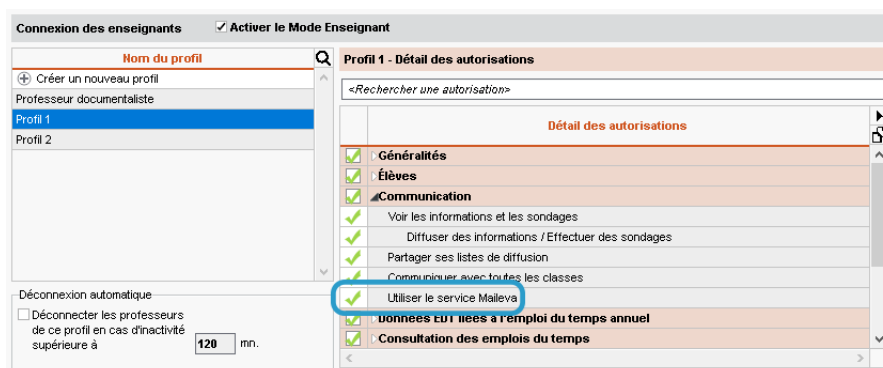 Connexion des enseignants Activer le Mode Enseignant
Nom du profil
Créer un nouveau profil
Professeur documentaliste
Profil 1
Profil 2
Déconnexion automatique
Déconnecter les professeurs
de ce profil en cas d'inactivité
supérieure à 120 mn.
Profil 1 - Détail des autorisations
<Rechercher une autorisation>
Détail des autorisations
Généralités
Élèves
Communication
Voir les informations et les sondages
Diffuser des informations / Effectuer des sondages
Partager ses listes de diffusion
Communiquer avec toutes les classes
Utiliser le service Maileva
Données EDT liées à l'emploi du temps annuel
Consultation des emplois du temps